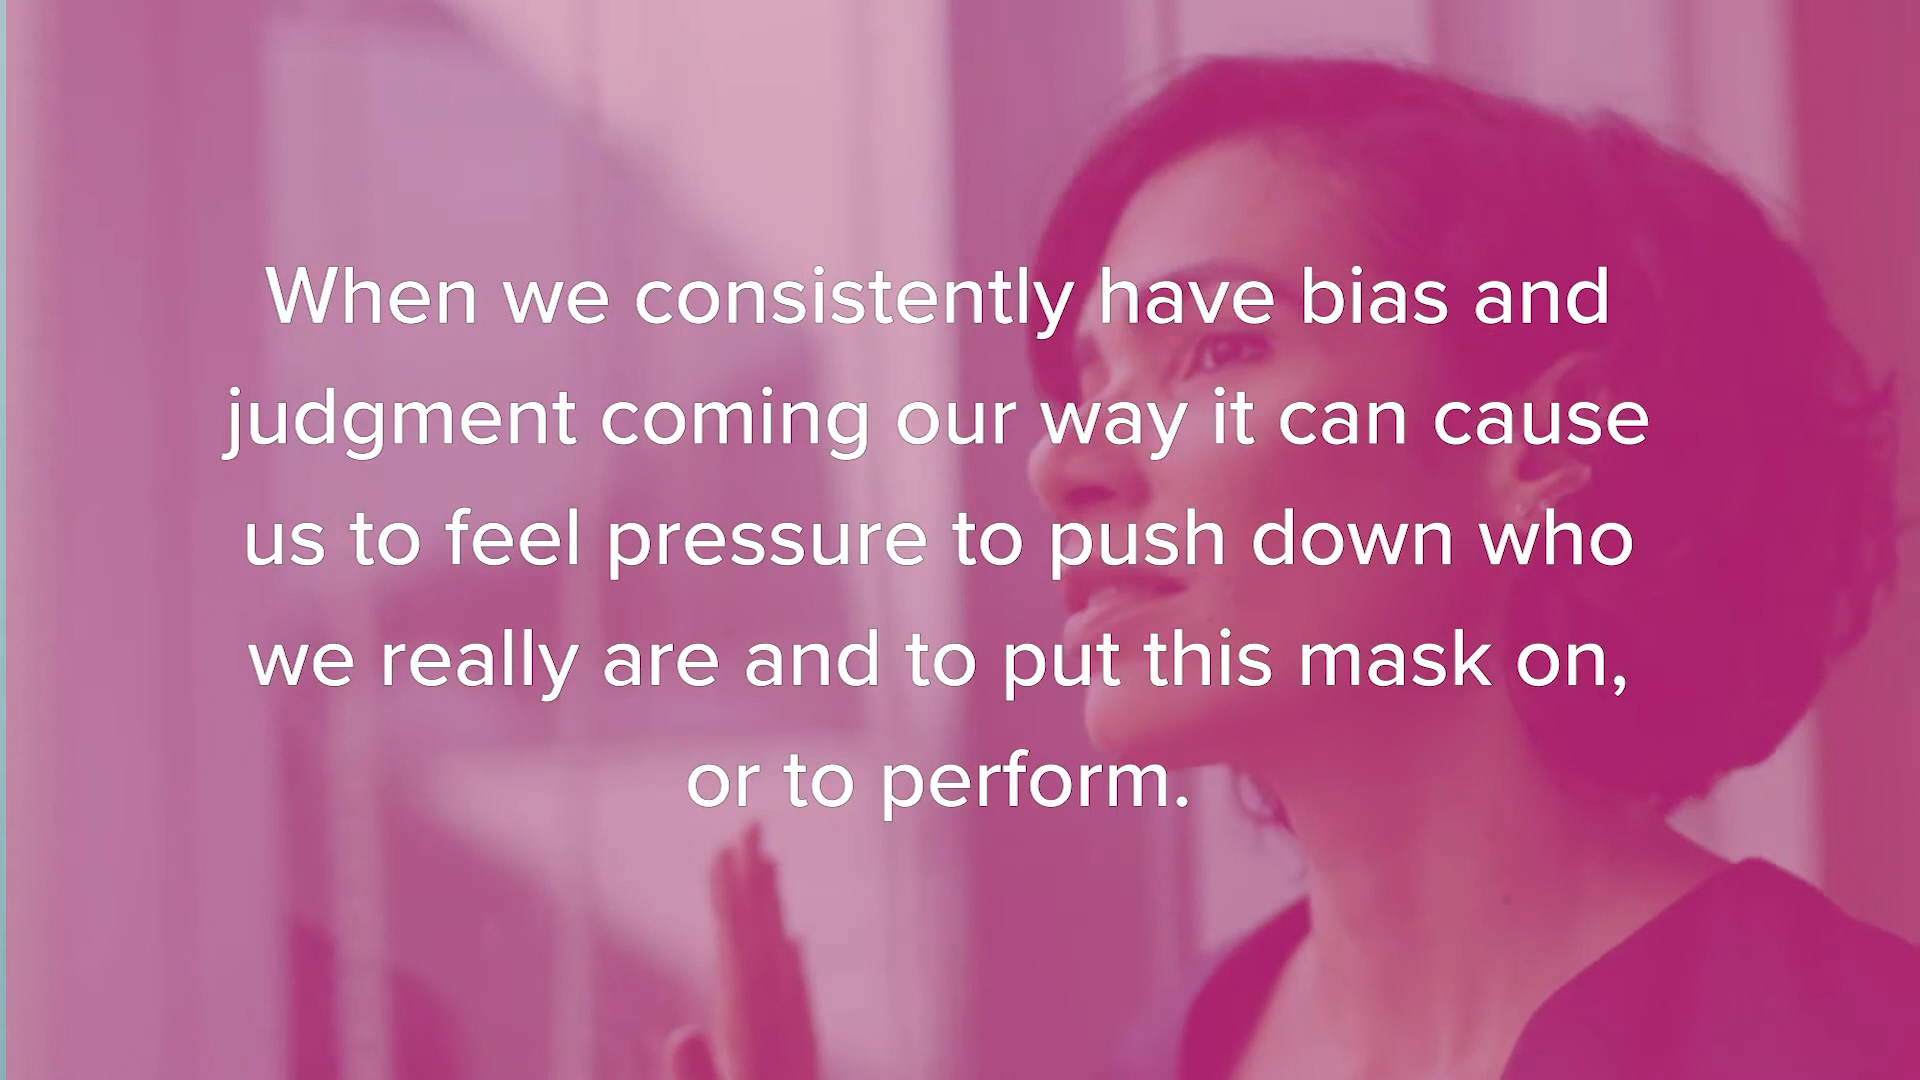 When we consistently have bias and
judgment coming our way it can cause
us to feel pressure to push down who
we really are and to put this mask on,
or to perform.